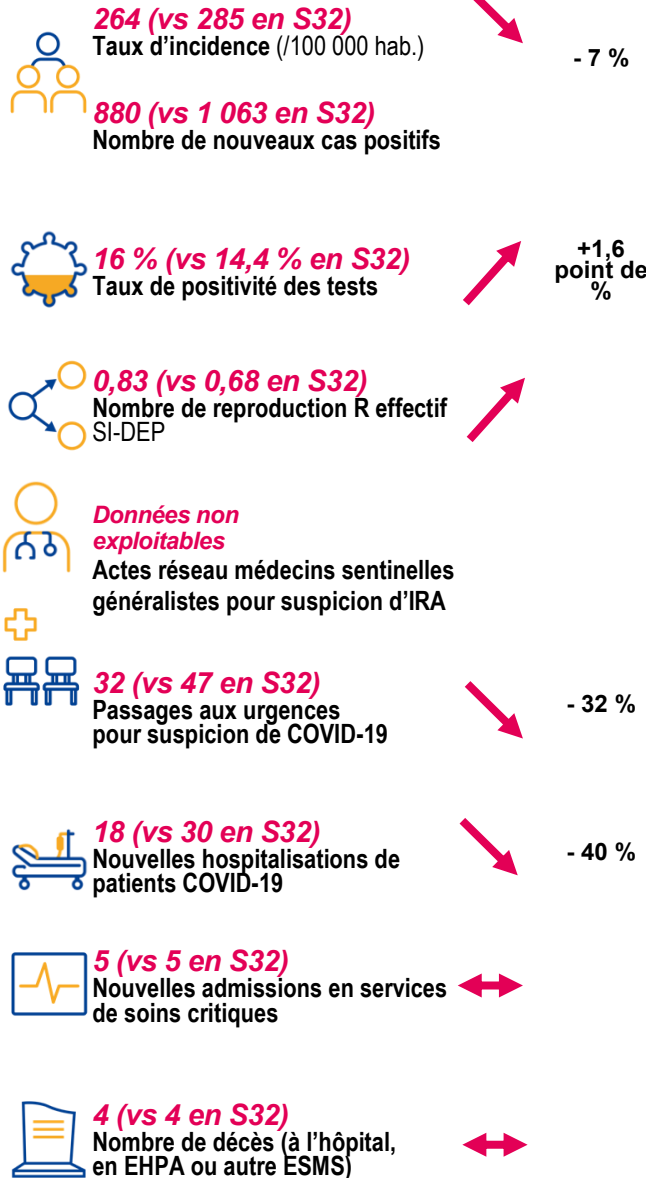 264 (vs 285 en S32)
Taux d'incidence (/100 000 hab.)
- 7 %
880 (vs 1 063 en S32)
Nombre de nouveaux cas positifs
16 % (vs 14,4 % en S32)
Taux de positivité des tests
+1,6
point de
%
0,83 (vs 0,68 en S32)
Nombre de reproduction R effectif
SI-DEP
Données non
exploitables
Actes réseau médecins sentinelles
généralistes pour suspicion d'IRA
32 (vs 47 en S32)
Passages aux urgences
pour suspicion de COVID-19
- 32 %
18 (vs 30 en S32)
Nouvelles hospitalisations de
patients COVID-19
- 40 %
5 (vs 5 en S32)
Nouvelles admissions en services
de soins critiques
4 (vs 4 en S32)
Nombre de décès (à l'hôpital,
en EHPA ou autre ESMS)